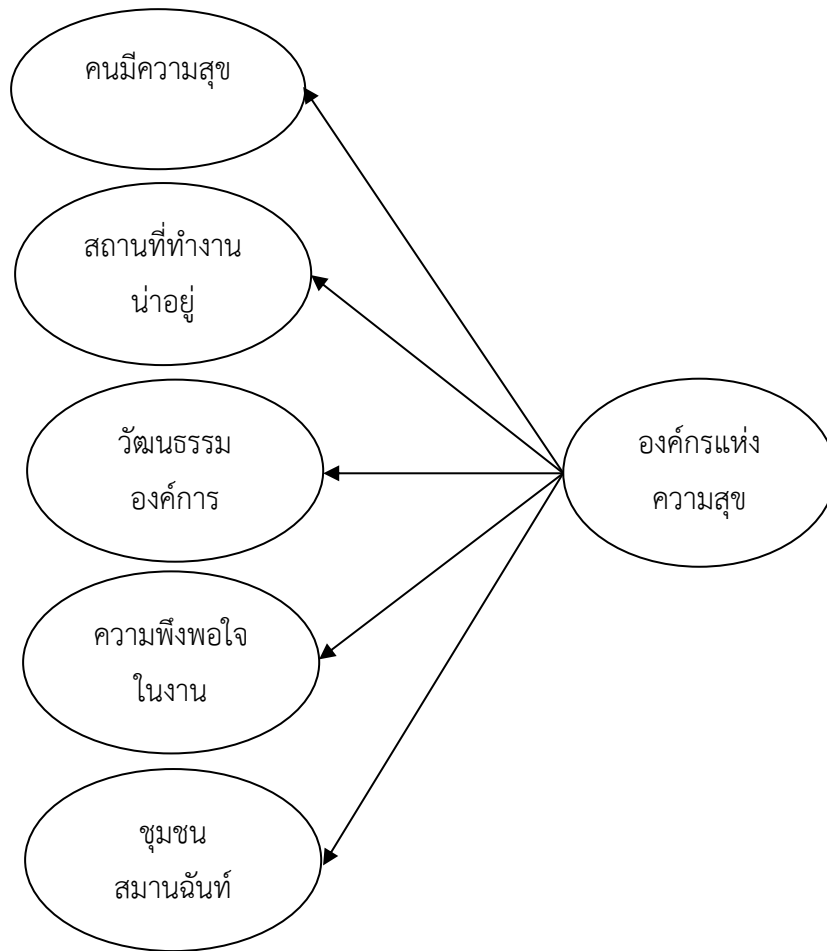 คนมีความสุข
สถานที่ทำงาน
น่าอยู่
วัฒนธรรม
องค์การ
องค์กรแห่ง
ความสุข
ความพึงพอใจ
ในงาน
ชุมชน
สมานฉันท์